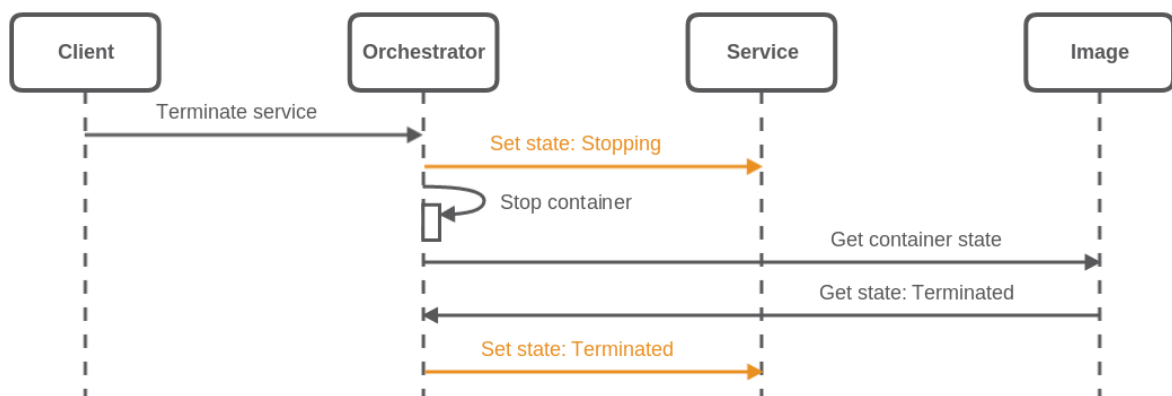 Client
Orchestrator
Service
Image
Terminate service
Set state: Stopping
Stop container
Get container state
Get state: Terminated
Set state: Terminated